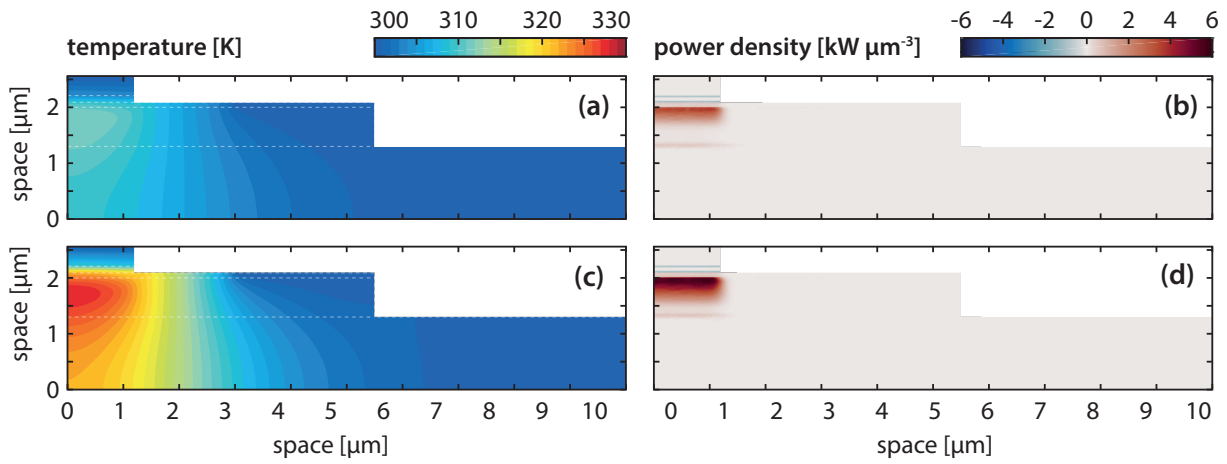 300 310 320 330
temperature [K]
-6 -4 -2 0 2 4 6
power density [kW µm-3]
space [µm]
2
1
0
(a)
(b)
space [µm]
2
1
0
(c)
(d)
0 1 2 3 4 5 6 7 8 9 10
space [µm]
0 1 2 3 4 5 6 7 8 9 10
space [µm]